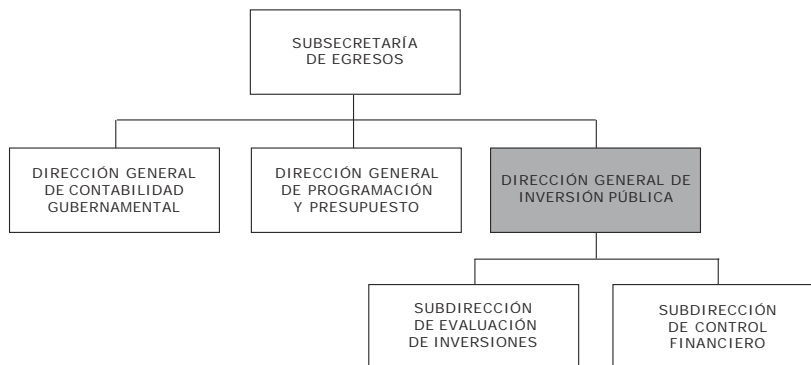 SUBSECRETARÍA
DE EGRESOS
DIRECCIÓN GENERAL
DE CONTABILIDAD
GUBERNAMENTAL
DIRECCIÓN GENERAL
DE PROGRAMACIÓN
Y PRESUPUESTO
DIRECCIÓN GENERAL DE
INVERSIÓN PÚBLICA
SUBDIRECCIÓN
DE EVALUACIÓN
DE INVERSIONES
SUBDIRECCIÓN
DE CONTROL
FINANCIERO